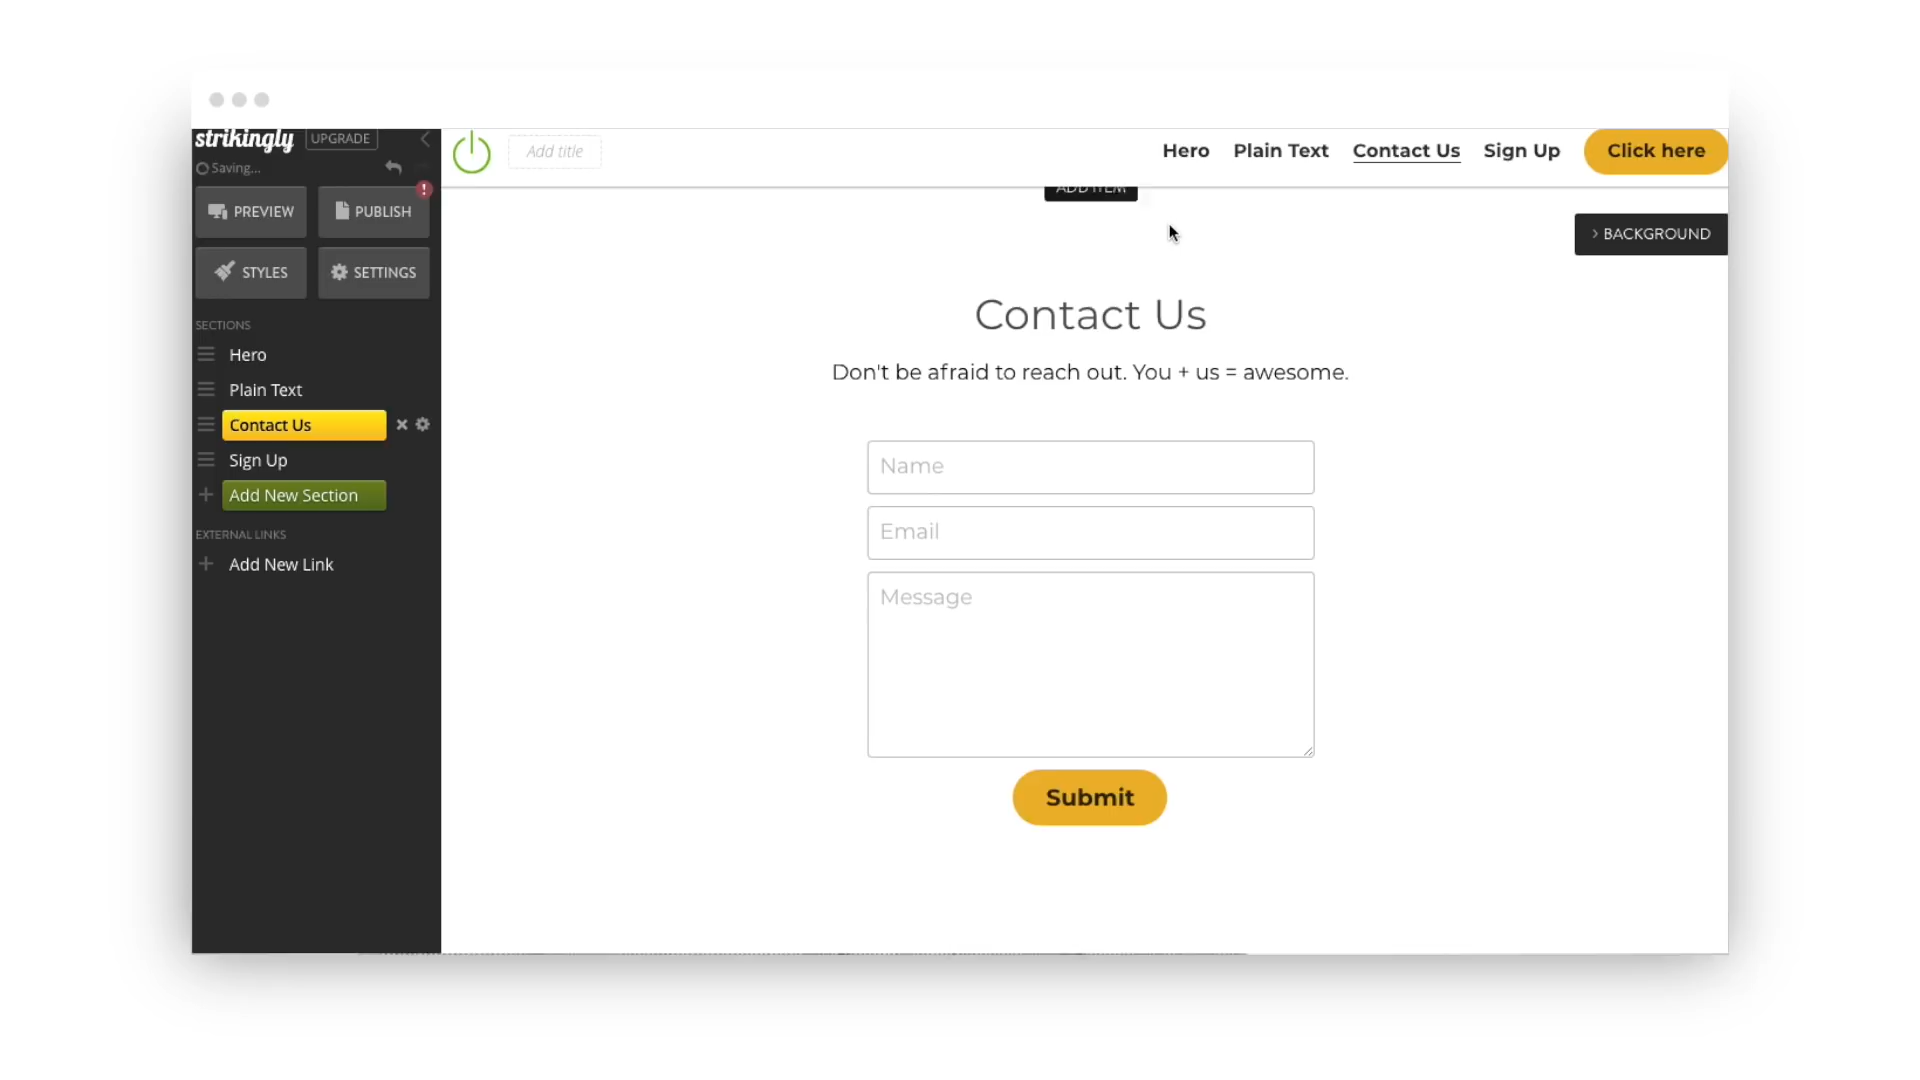 strikingly UPGRADE
Saving...
!
PREVIEW PUBLISH
STYLES SETTINGS
SECTIONS
Hero
Plain Text
Contact Us
Sign Up
Add New Section
EXTERNAL LINKS
Add New Link
Add title
Hero Plain Text Contact Us Sign Up Click here
ADD ITEM
BACKGROUND
Contact Us
Don't be afraid to reach out. You + us = awesome.
Name
Email
Message
Submit